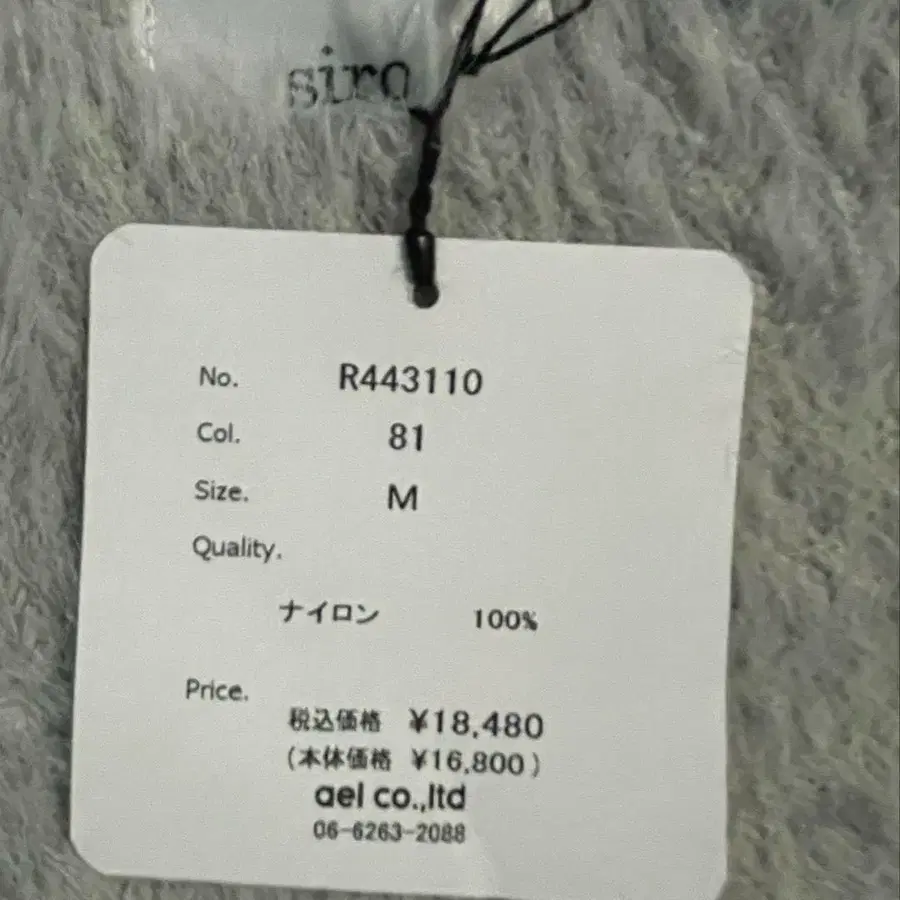 siro
No. R443110
Col. 81
Size. M
Quality.
ナイロン 100%
Price.
税込価格 ¥18,480
(本体価格 ¥16,800)
ael co.,ltd
06-6263-2088